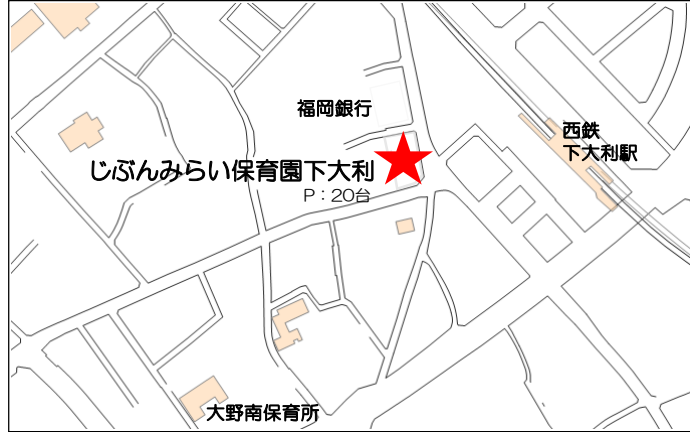 福岡銀行
西鉄
下大利駅
じぶんみらい保育園下大利
P：20台
大野南保育所